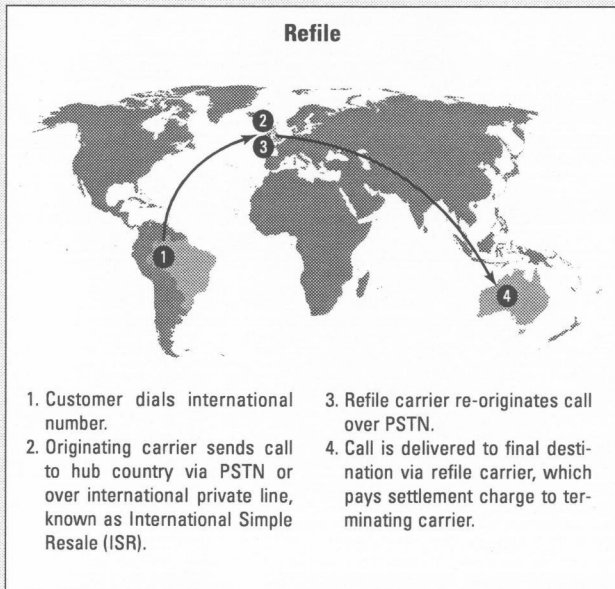 Refile
2
3
1
4
1. Customer dials international
number.
2. Originating carrier sends call
to hub country via PSTN or
over international private line,
known as International Simple
Resale (ISR).
3. Refile carrier re-originates call
over PSTN.
4. Call is delivered to final desti-
nation via refile carrier, which
pays settlement charge to ter-
minating carrier.